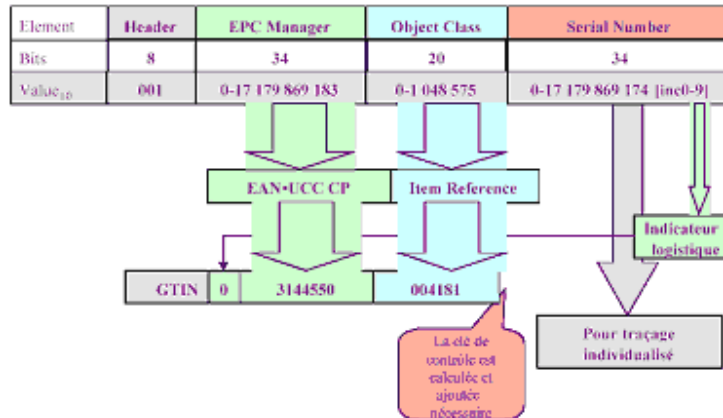 Element Header EPC Manager Object Class Serial Number
Bits 8 34 20 34
Value₁₀ 001 0-17 179 869 183 0-1 048 575 0-17 179 869 174 [inc0-9]
EAN•UCC CP Item Reference
Indicateur
logistique
GTIN 0 3144550 004181
Pour traçage
individualisé
La clé de
contrôle est
calculée et
ajoutée
nécessaire